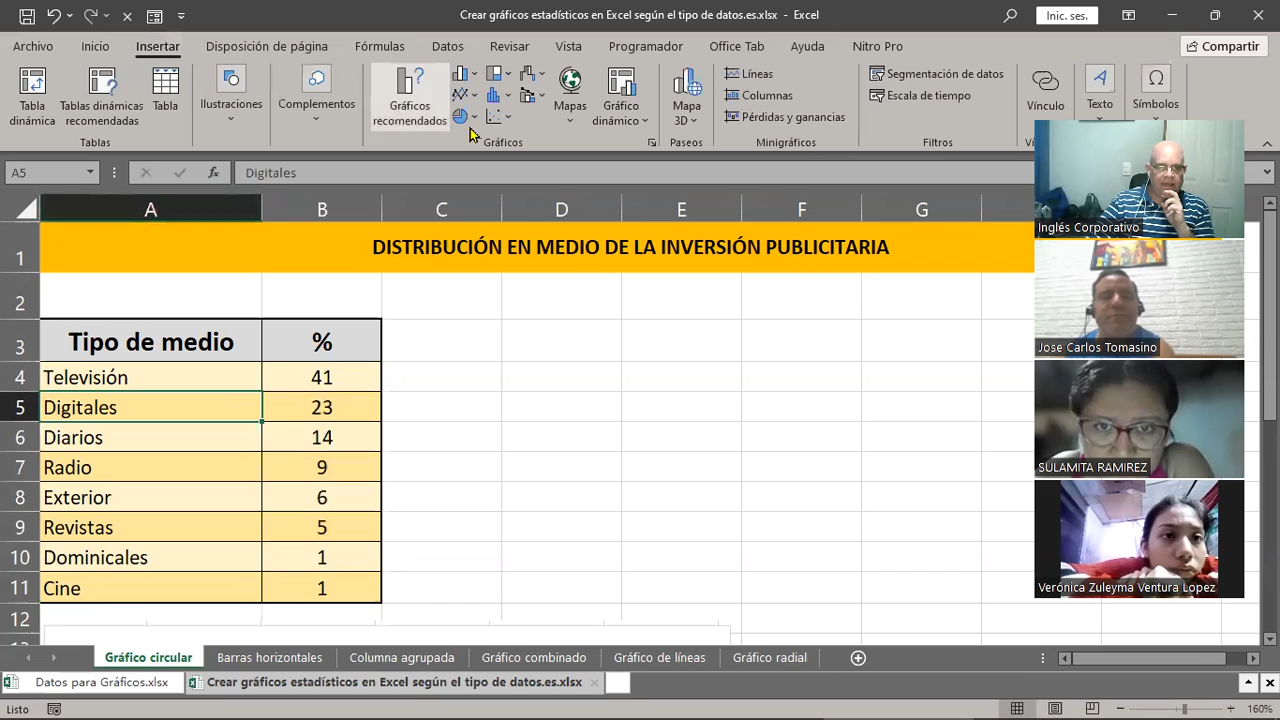 Crear gráficos estadísticos en Excel según el tipo de datos.es.xlsx - Excel
Inic. ses.
Archivo Inicio Insertar Disposición de página Fórmulas Datos Revisar Vista Programador Office Tab Ayuda Nitro Pro Compartir
Tabla dinámica
Tablas dinámicas recomendadas
Tabla
Tablas
Ilustraciones
Complementos
Gráficos recomendados
Mapas
Gráfico dinámico
Gráficos
Mapa 3D
Paseos
Líneas
Columnas
Pérdidas y ganancias
Minigráficos
Segmentación de datos
Escala de tiempo
Filtros
Vínculo
Texto
Símbolos
A5 fx Digitales
A B C D E F G
1 DISTRIBUCIÓN EN MEDIO DE LA INVERSIÓN PUBLICITARIA
2
3 Tipo de medio %
4 Televisión 41
5 Digitales 23
6 Diarios 14
7 Radio 9
8 Exterior 6
9 Revistas 5
10 Dominicales 1
11 Cine 1
12
Inglés Corporativo
Jose Carlos Tomasino
SULAMITA RAMIREZ
Verónica Zuleyma Ventura Lopez
Gráfico circular Barras horizontales Columna agrupada Gráfico combinado Gráfico de líneas Gráfico radial
Datos para Gráficos.xlsx Crear gráficos estadísticos en Excel según el tipo de datos.es.xlsx
Listo 160%